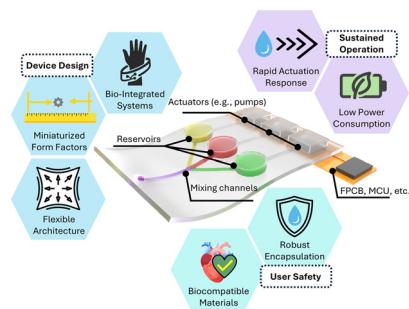 Device Design
Bio-Integrated
Systems
Miniaturized
Form Factors
Flexible
Architecture
Sustained
Operation
Rapid Actuation
Response
Low Power
Consumption
Actuators (e.g., pumps)
Reservoirs
Mixing channels
FPCB, MCU, etc.
Robust
Encapsulation
User Safety
Biocompatible
Materials